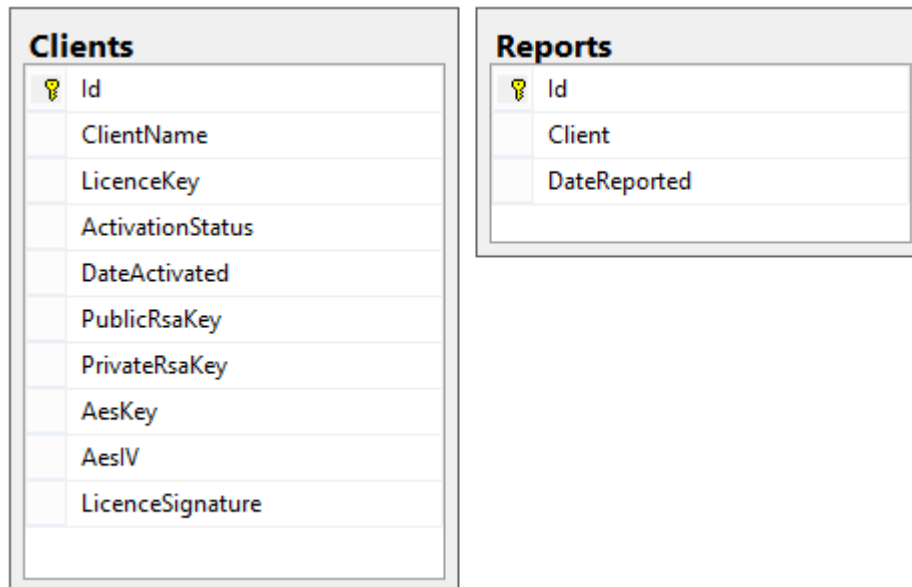 Clients
Id
ClientName
LicenceKey
ActivationStatus
DateActivated
PublicRsaKey
PrivateRsaKey
AesKey
AesIV
LicenceSignature
Reports
Id
Client
DateReported